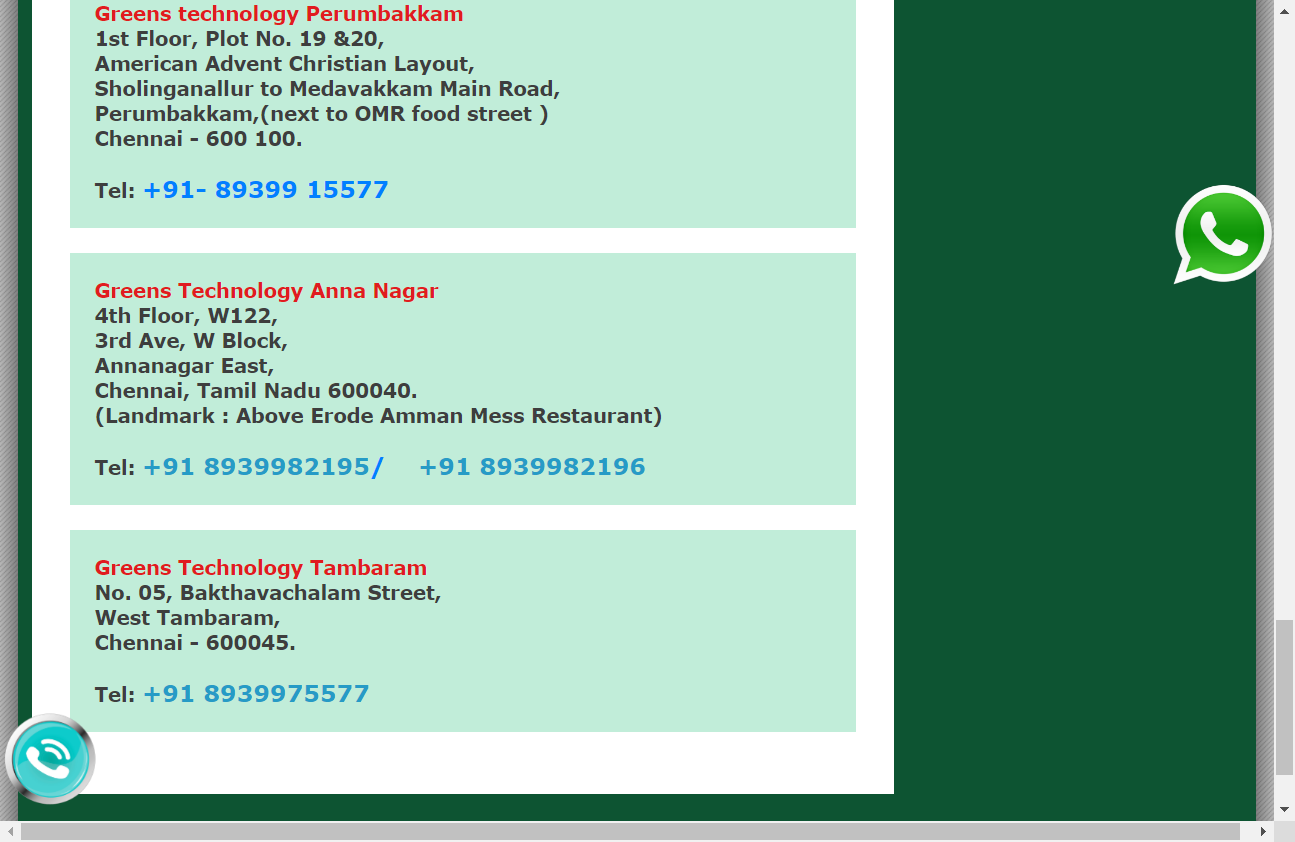 Greens technology Perumbakkam
1st Floor, Plot No. 19 &20,
American Advent Christian Layout,
Sholinganallur to Medavakkam Main Road,
Perumbakkam,(next to OMR food street )
Chennai - 600 100.
Tel: +91- 89399 15577
Greens Technology Anna Nagar
4th Floor, W122,
3rd Ave, W Block,
Annanagar East,
Chennai, Tamil Nadu 600040.
(Landmark : Above Erode Amman Mess Restaurant)
Tel: +91 8939982195/ +91 8939982196
Greens Technology Tambaram
No. 05, Bakthavachalam Street,
West Tambaram,
Chennai - 600045.
Tel: +91 8939975577